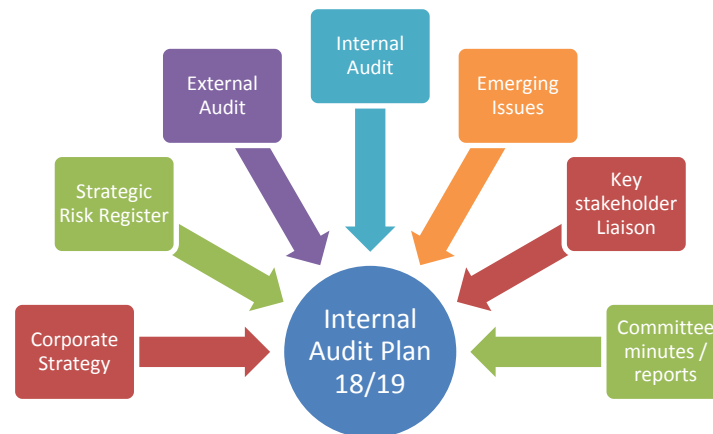 Internal
Audit
External
Audit
Emerging
Issues
Strategic
Risk Register
Key
stakeholder
Liaison
Corporate
Strategy
Internal
Audit Plan
18/19
Committee
minutes /
reports